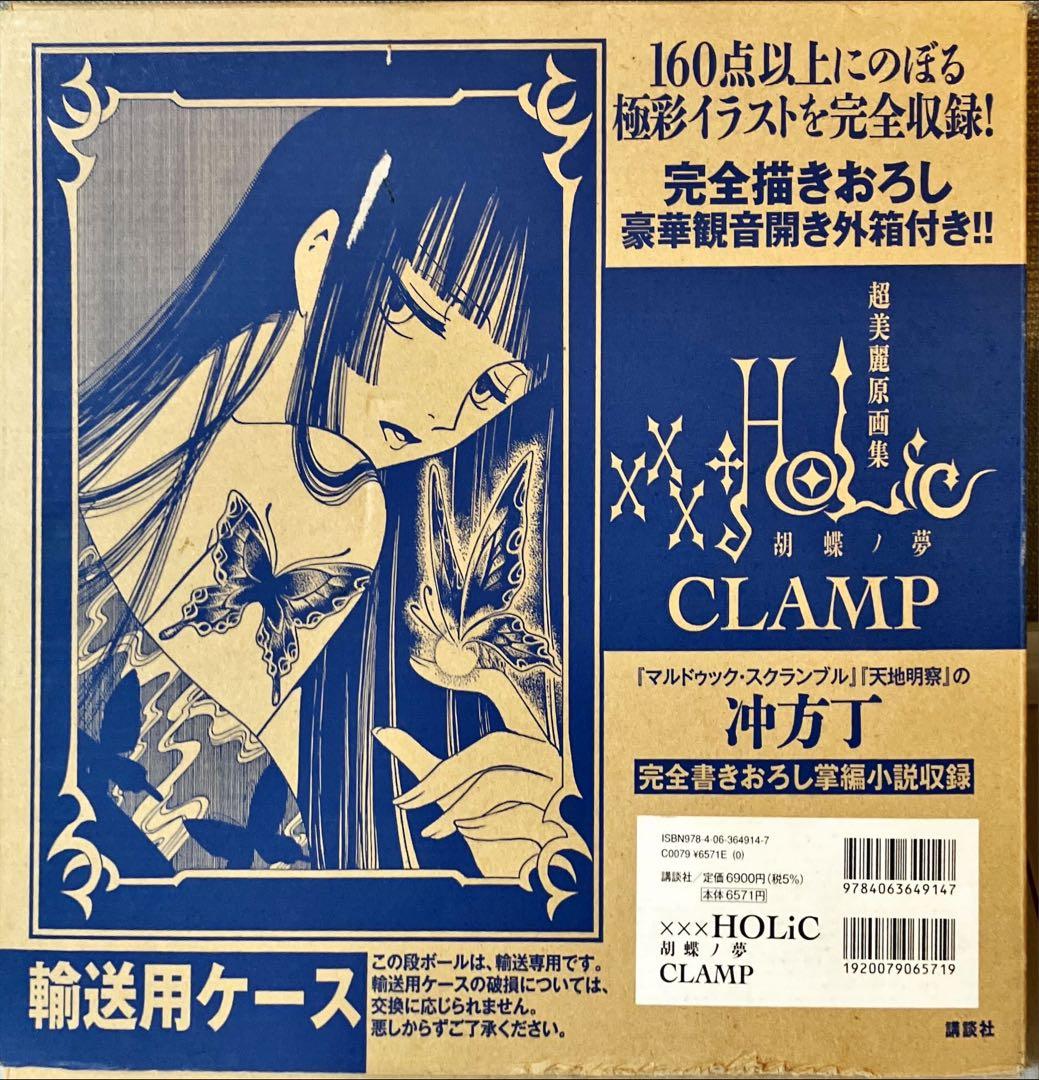 160点以上にのぼる
極彩イラストを完全収録!
完全描きおろし
豪華観音開き外箱付き!!
超美麗原画集
×××HOLiC
胡蝶ノ夢
CLAMP
『マルドゥック・スクランブル』『天地明察』の
冲方丁
完全書きおろし掌編小説収録
ISBN978-4-06-364914-7
C0079 ¥6571E (0)
講談社/定価6900円(税5%)
本体6571円
9784063649147
×××HOLiC
胡蝶ノ夢
CLAMP
1920079065719
輸送用ケース
この段ボールは、輸送専用です。
輸送用ケースの破損については、
交換に応じられません。
悪しからずご了承ください。
講談社